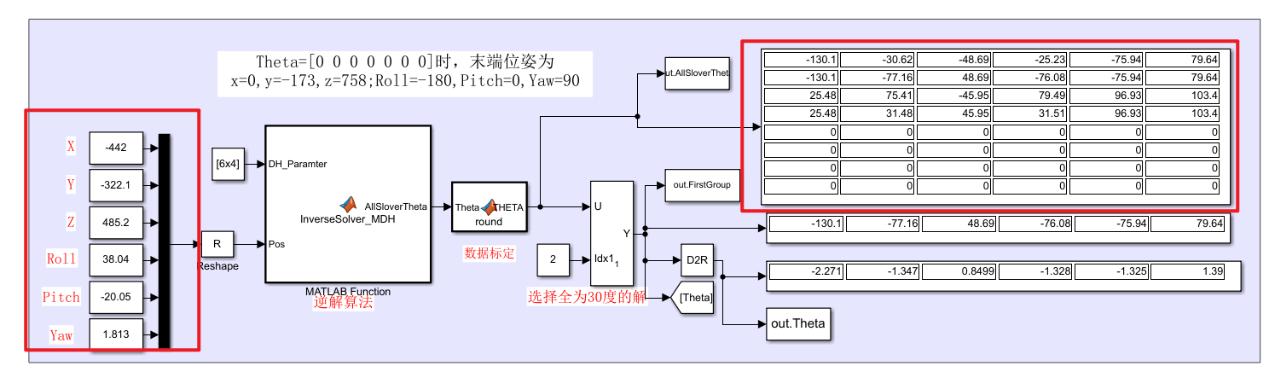 Theta=[0 0 0 0 0 0 0]时，末端位姿为
x=0,y=-173,z=758;Roll=-180,Pitch=0,Yaw=90
X
-442
Y
-322.1
Z
485.2
Roll
38.04
Pitch
-20.05
Yaw
1.813
R
Reshape
[6x4]
DH_Paramter
Pos
AllSloverTheta
InverseSolver_MDH
MATLAB Function
逆解算法
Theta
THETA
round
数据标定
ut.AllSloverThet
out.FirstGroup
U
Y
Idx1
1
2
选择全为30度的解
D2R
[Theta]
out.Theta
-130.1 -30.62 -48.69 -25.23 -75.94 79.64
-130.1 -77.16 48.69 -76.08 -75.94 79.64
25.48 75.41 -45.95 79.49 96.93 103.4
25.48 31.48 45.95 31.51 96.93 103.4
0 0 0 0 0 0
0 0 0 0 0 0
0 0 0 0 0 0
0 0 0 0 0 0
-130.1 -77.16 48.69 -76.08 -75.94 79.64
-2.271 -1.347 0.8499 -1.328 -1.325 1.39